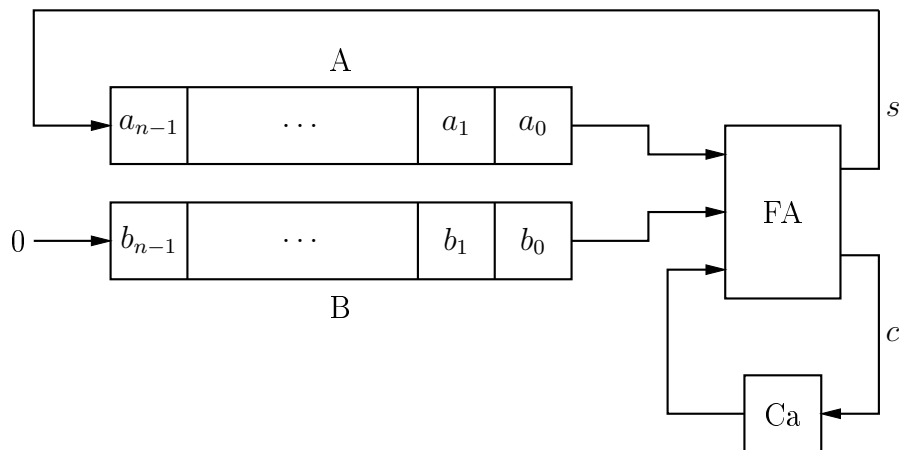 A
a_{n−1} ··· a_1 a_0
s
FA
0 b_{n−1} ··· b_1 b_0
B
c
Ca